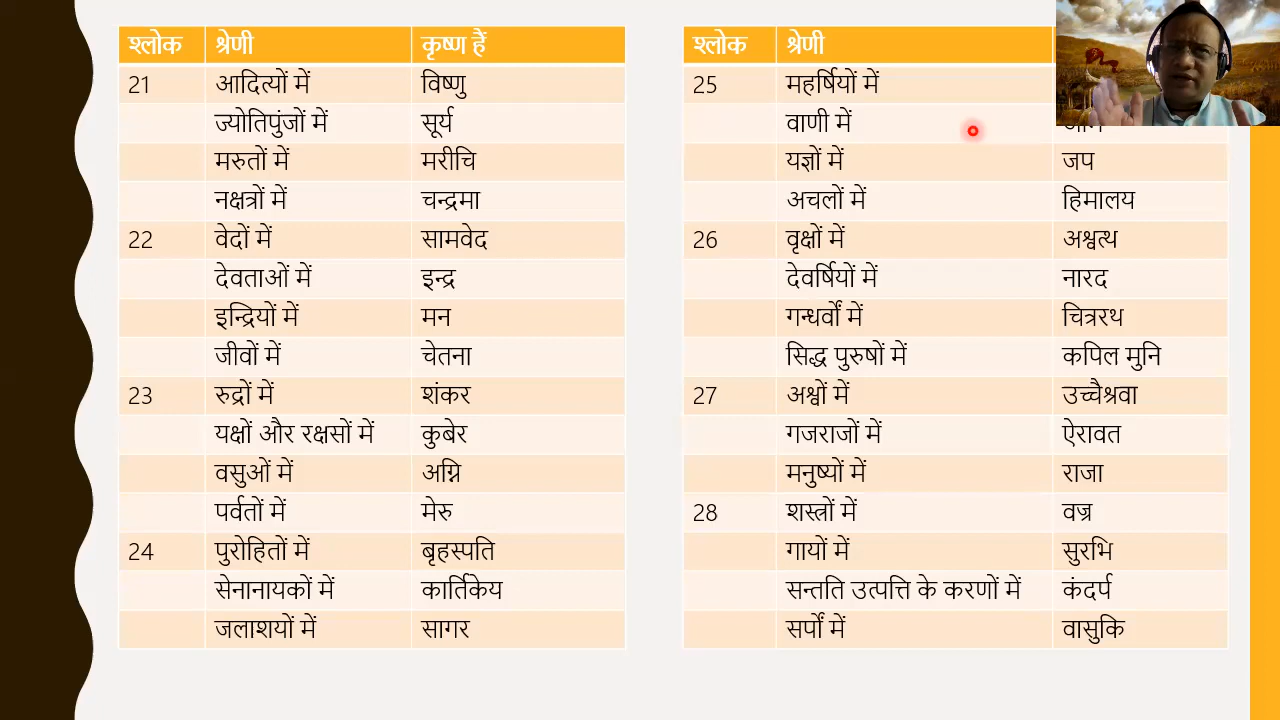 श्लोक श्रेणी कृष्ण हैं
21 आदित्यों में विष्णु
ज्योतिपुंजों में सूर्य
मरुतों में मरीचि
नक्षत्रों में चन्द्रमा
22 वेदों में सामवेद
देवताओं में इन्द्र
इन्द्रियों में मन
जीवों में चेतना
23 रुद्रों में शंकर
यक्षों और रक्षसों में कुबेर
वसुओं में अग्नि
पर्वतों में मेरु
24 पुरोहितों में बृहस्पति
सेनानायकों में कार्तिकेय
जलाशयों में सागर
श्लोक श्रेणी
25 महर्षियों में
वाणी में
यज्ञों में जप
अचलों में हिमालय
26 वृक्षों में अश्वत्थ
देवर्षियों में नारद
गन्धर्वों में चित्ररथ
सिद्ध पुरुषों में कपिल मुनि
27 अश्वों में उच्चैश्रवा
गजराजों में ऐरावत
मनुष्यों में राजा
28 शस्त्रों में वज्र
गायों में सुरभि
सन्तति उत्पत्ति के करणों में कंदर्प
सर्पों में वासुकि